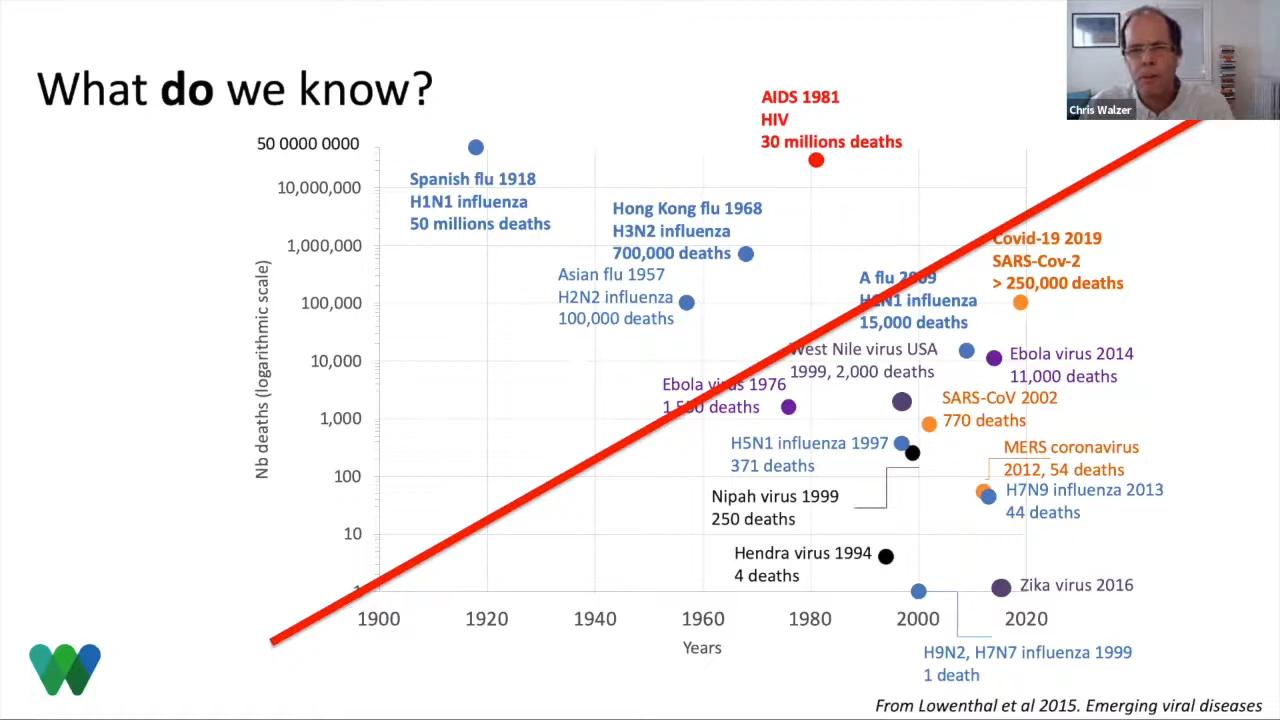 What do we know?
Chris Walzer
AIDS 1981
HIV
30 millions deaths
50 0000 0000
10,000,000
1,000,000
100,000
10,000
1,000
100
10
1
Nb deaths (logarithmic scale)
Spanish flu 1918
H1N1 influenza
50 millions deaths
Hong Kong flu 1968
H3N2 influenza
700,000 deaths
Asian flu 1957
H2N2 influenza
100,000 deaths
Covid-19 2019
SARS-Cov-2
> 250,000 deaths
A flu 2009
H1N1 influenza
15,000 deaths
West Nile virus USA
1999, 2,000 deaths
Ebola virus 2014
11,000 deaths
Ebola virus 1976
deaths
SARS-CoV 2002
770 deaths
H5N1 influenza 1997
371 deaths
MERS coronavirus
2012, 54 deaths
H7N9 influenza 2013
44 deaths
Nipah virus 1999
250 deaths
Hendra virus 1994
4 deaths
Zika virus 2016
1900 1920 1940 1960 1980 2000 2020
Years
H9N2, H7N7 influenza 1999
1 death
From Lowenthal et al 2015. Emerging viral diseases